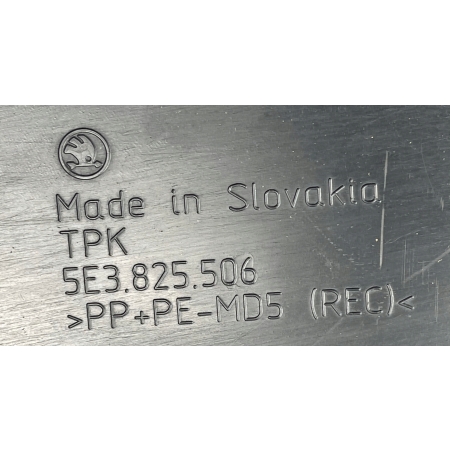 Made in Slovakia
TPK
5E3.825.506
>PP+PE-MD5 (REC)<